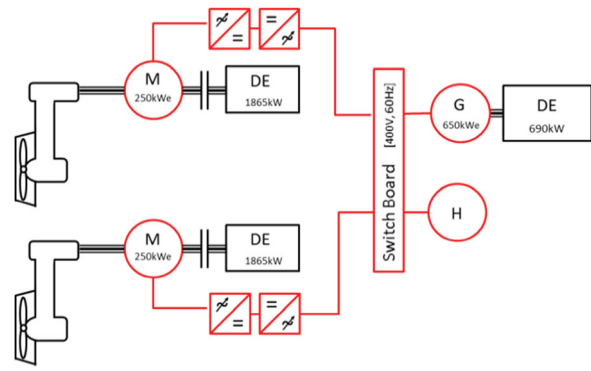 M
250kWe
DE
1865kW
Switch Board [400V, 60Hz]
G
650kWe
DE
690kW
H
M
250kWe
DE
1865kW